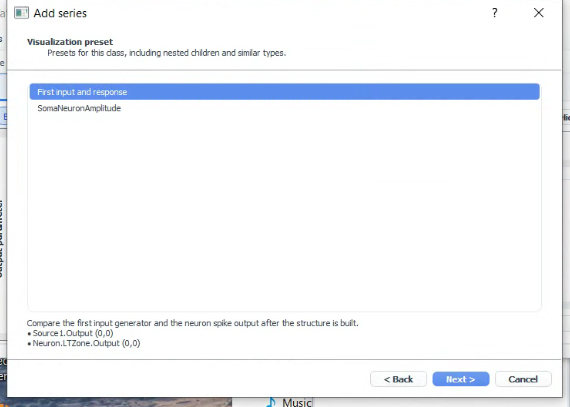 Add series
?
Visualization preset
Presets for this class, including nested children and similar types.
First input and response
SomaNeuronAmplitude
Compare the first input generator and the neuron spike output after the structure is built.
• Source1.Output (0,0)
• Neuron.LTZone.Output (0,0)
< Back
Next >
Cancel
Music